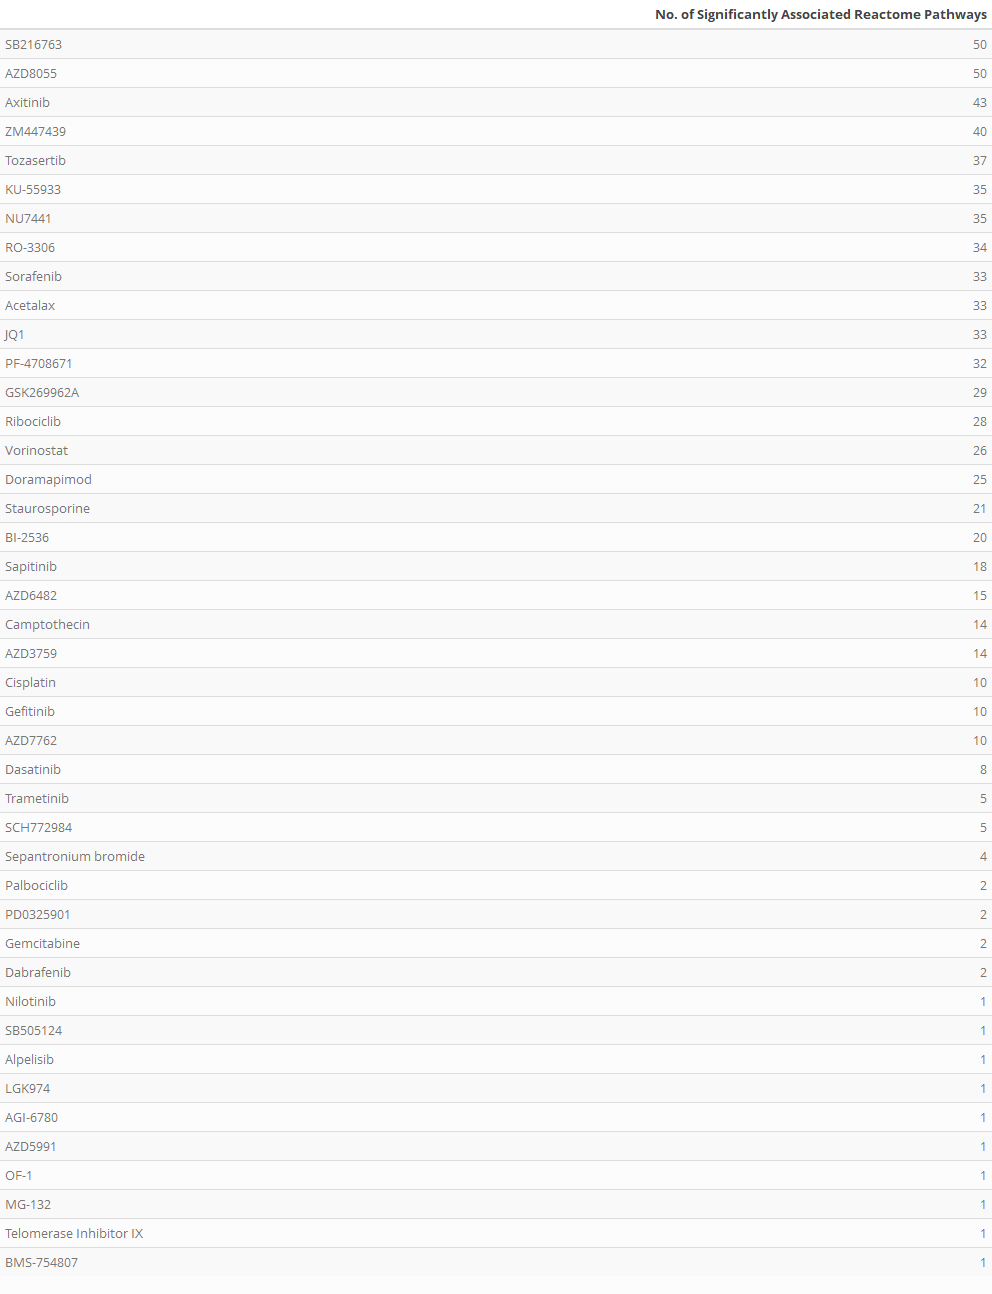 No. of Significantly Associated Reactome Pathways
SB216763 50
AZD8055 50
Axitinib 43
ZM447439 40
Tozasertib 37
KU-55933 35
NU7441 35
RO-3306 34
Sorafenib 33
Acetalax 33
JQ1 33
PF-4708671 32
GSK269962A 29
Ribociclib 28
Vorinostat 26
Doramapimod 25
Staurosporine 21
BI-2536 20
Sapitinib 18
AZD6482 15
Camptothecin 14
AZD3759 14
Cisplatin 10
Gefitinib 10
AZD7762 10
Dasatinib 8
Trametinib 5
SCH772984 5
Sepantronium bromide 4
Palbociclib 2
PD0325901 2
Gemcitabine 2
Dabrafenib 2
Nilotinib 1
SB505124 1
Alpelisib 1
LGK974 1
AGI-6780 1
AZD5991 1
OF-1 1
MG-132 1
Telomerase Inhibitor IX 1
BMS-754807 1